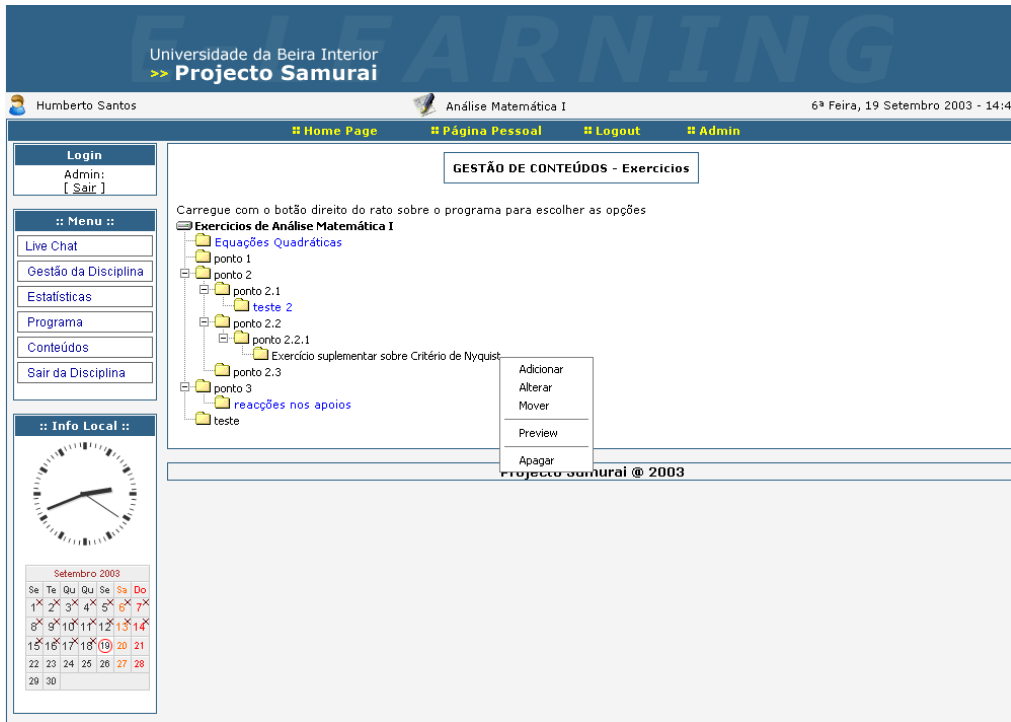 E-LEARNING
Universidade da Beira Interior
>> Projecto Samurai
Humberto Santos
Análise Matemática I
6ª Feira, 19 Setembro 2003 - 14:4
Home Page Página Pessoal Logout Admin
Login
Admin:
[ Sair ]
:: Menu ::
Live Chat
Gestão da Disciplina
Estatísticas
Programa
Conteúdos
Sair da Disciplina
GESTÃO DE CONTEÚDOS - Exercicios
Carregue com o botão direito do rato sobre o programa para escolher as opções
Exercicios de Análise Matemática I
Equações Quadráticas
ponto 1
ponto 2
ponto 2.1
teste 2
ponto 2.2
ponto 2.2.1
Exercício suplementar sobre Critério de Nyquist
ponto 2.3
ponto 3
reacções nos apoios
teste
Adicionar
Alterar
Mover
Preview
Apagar
Projecto Samurai @ 2003
:: Info Local ::
Setembro 2003
Se Te Qu Qu Se Sa Do
1 2 3 4 5 6 7
8 9 10 11 12 13 14
15 16 17 18 19 20 21
22 23 24 25 26 27 28
29 30